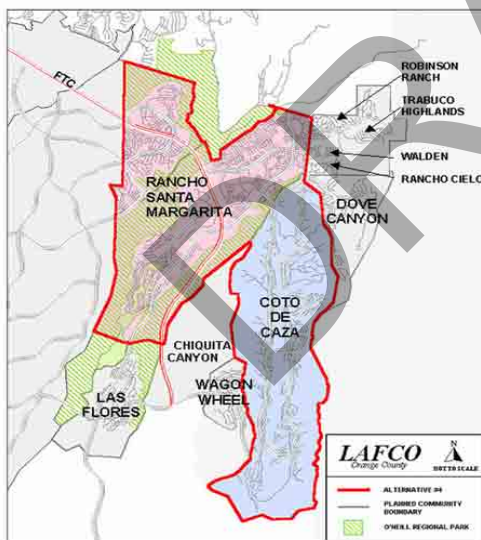 FTC
ROBINSON
RANCH
TRABUCO
HIGHLANDS
WALDEN
RANCHO CIELO
RANCHO
SANTA
MARGARITA
DOVE
CANYON
COTO
DE
CAZA
CHIQUITA
CANYON
WAGON
WHEEL
LAS
FLORES
LAFCO
Orange County
N
NOT TO SCALE
ALTERNATIVE #4
PLANNED COMMUNITY
BOUNDARY
O'NEILL REGIONAL PARK